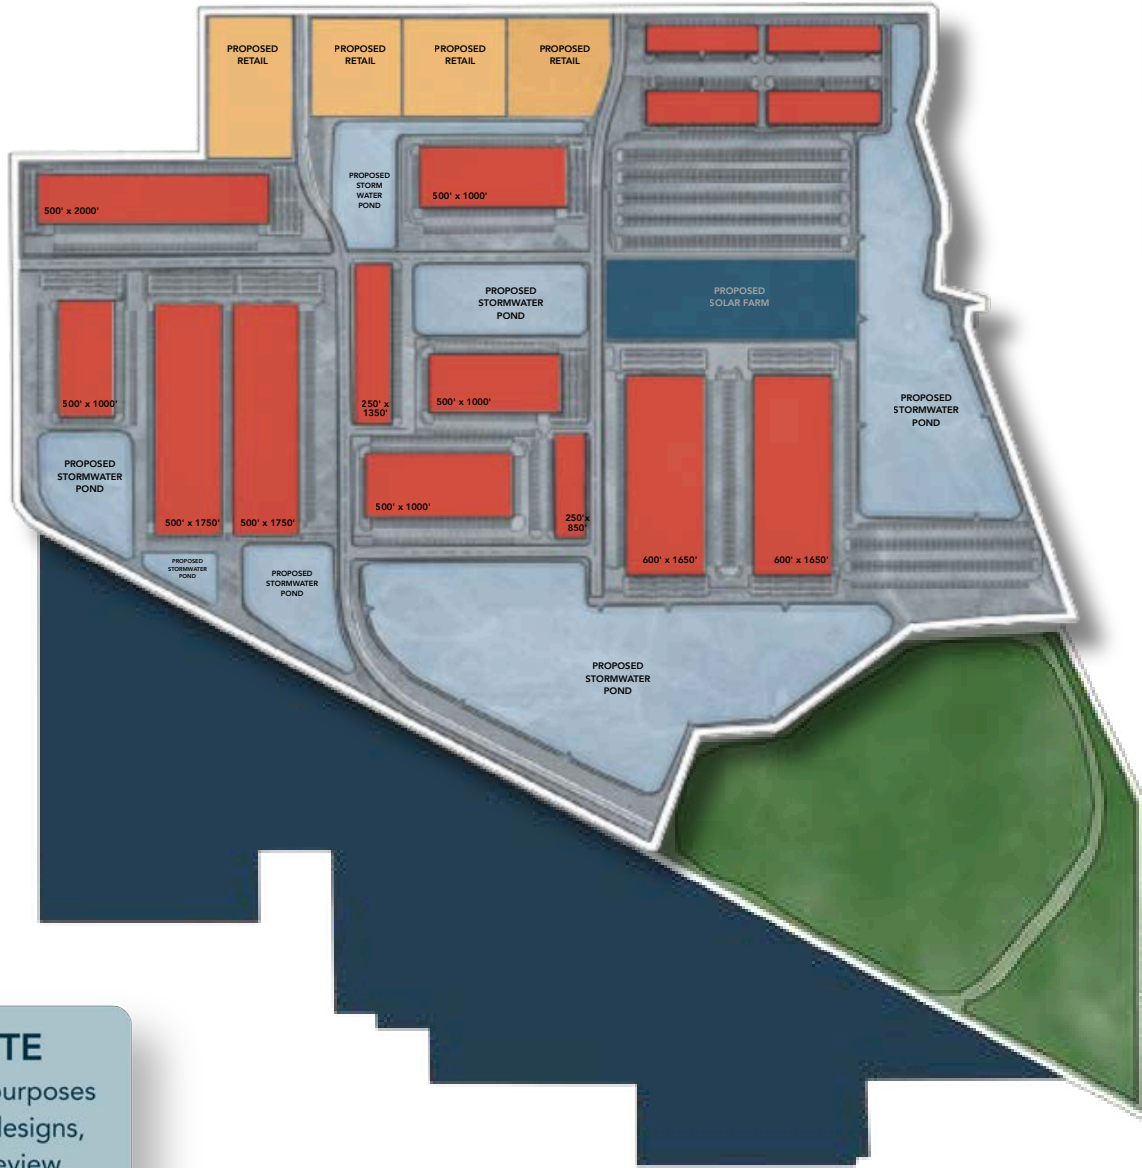 PROPOSED
RETAIL
PROPOSED
RETAIL
PROPOSED
RETAIL
PROPOSED
RETAIL
500' x 2000'
PROPOSED
STORM
WATER
POND
500' x 1000'
PROPOSED
STORMWATER
POND
PROPOSED
SOLAR FARM
500' x 1000'
250' x
1350'
500' x 1000'
PROPOSED
STORMWATER
POND
PROPOSED
STORMWATER
POND
500' x 1750'
500' x 1750'
500' x 1000'
250' x
850'
600' x 1650'
600' x 1650'
PROPOSED
STORMWATER
POND
PROPOSED
STORMWATER
POND
PROPOSED
STORMWATER
POND
TE
purposes
designs,